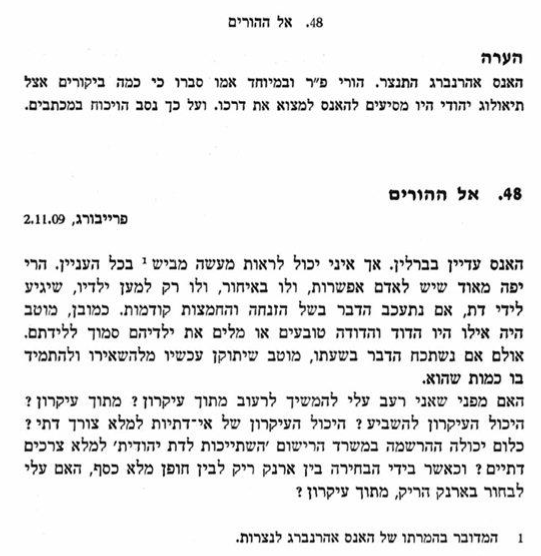 48. אל ההורים
הערה
האנס אהרנברג התנצר. הורי פ״ר ובמיוחד אמו סברו כי כמה ביקורים אצל
תיאולוג יהודי היו מסיעים להאנס למצוא את דרכו. ועל כך נסב הויכוח במכתבים.
48. אל ההורים
פרייבורג, 2.11.09
האנס עדיין בברלין. אך איני יכול לראות מעשה מביש¹ בכל העניין. הרי
יפה מאוד שיש לאדם אפשרות, ולו באיחור, ולו רק למען ילדיו, שיגיע
לידי דת, אם נתעכב הדבר בשל הזנחה והחמצות קודמות. כמובן, מוטב
היה אילו היו הדוד והדודה טובעים או מלים את ילדיהם סמוך ללידתם.
אולם אם נשתכח הדבר בשעתו, מוטב שיתוקן עכשיו מלהשאירו ולהתמיד
בו כמות שהוא.
האם מפני שאני רעב עלי להמשיך לרעוב מתוך עיקרון? מתוך עיקרון?
היכול העיקרון להשביע? היכול העיקרון של אי־דתיות למלא צורך דתי?
כלום יכולה ההרשמה במשרד הרישום ׳השתייכות לדת יהודית׳ למלא צרכים
דתיים? וכאשר בידי הבחירה בין ארנק ריק לבין חופן מלא כסף, האם עלי
לבחור בארנק הריק, מתוך עיקרון?
1 המדובר בהמרתו של האנס אהרנברג לנצרות.